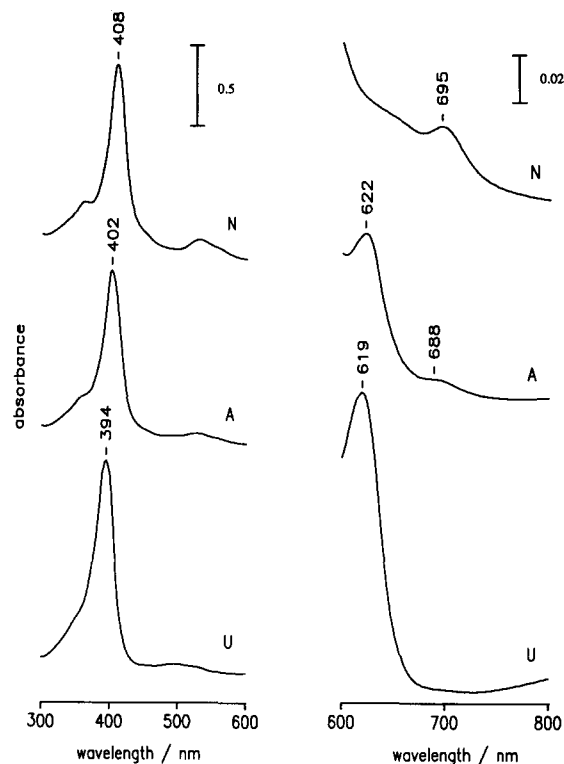 408
0.5
N
402
absorbance
A
394
U
300 400 500 600
wavelength / nm
695
0.02
N
622
688
A
619
U
600 700 800
wavelength / nm